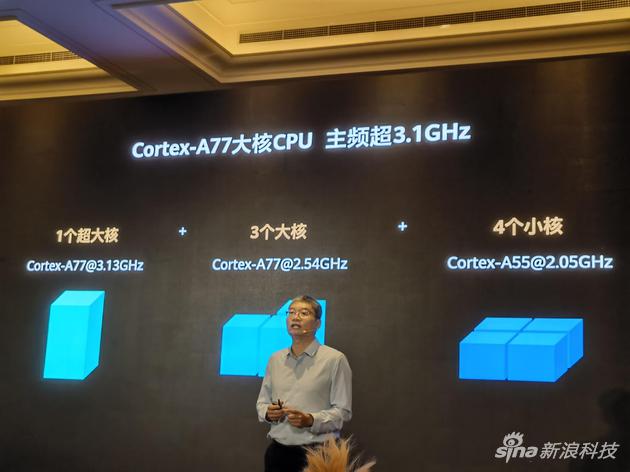 Cortex-A77大核CPU 主频超3.1GHz
1个超大核 + 3个大核 + 4个小核
Cortex-A77@3.13GHz Cortex-A77@2.54GHz Cortex-A55@2.05GHz
sina新浪科技